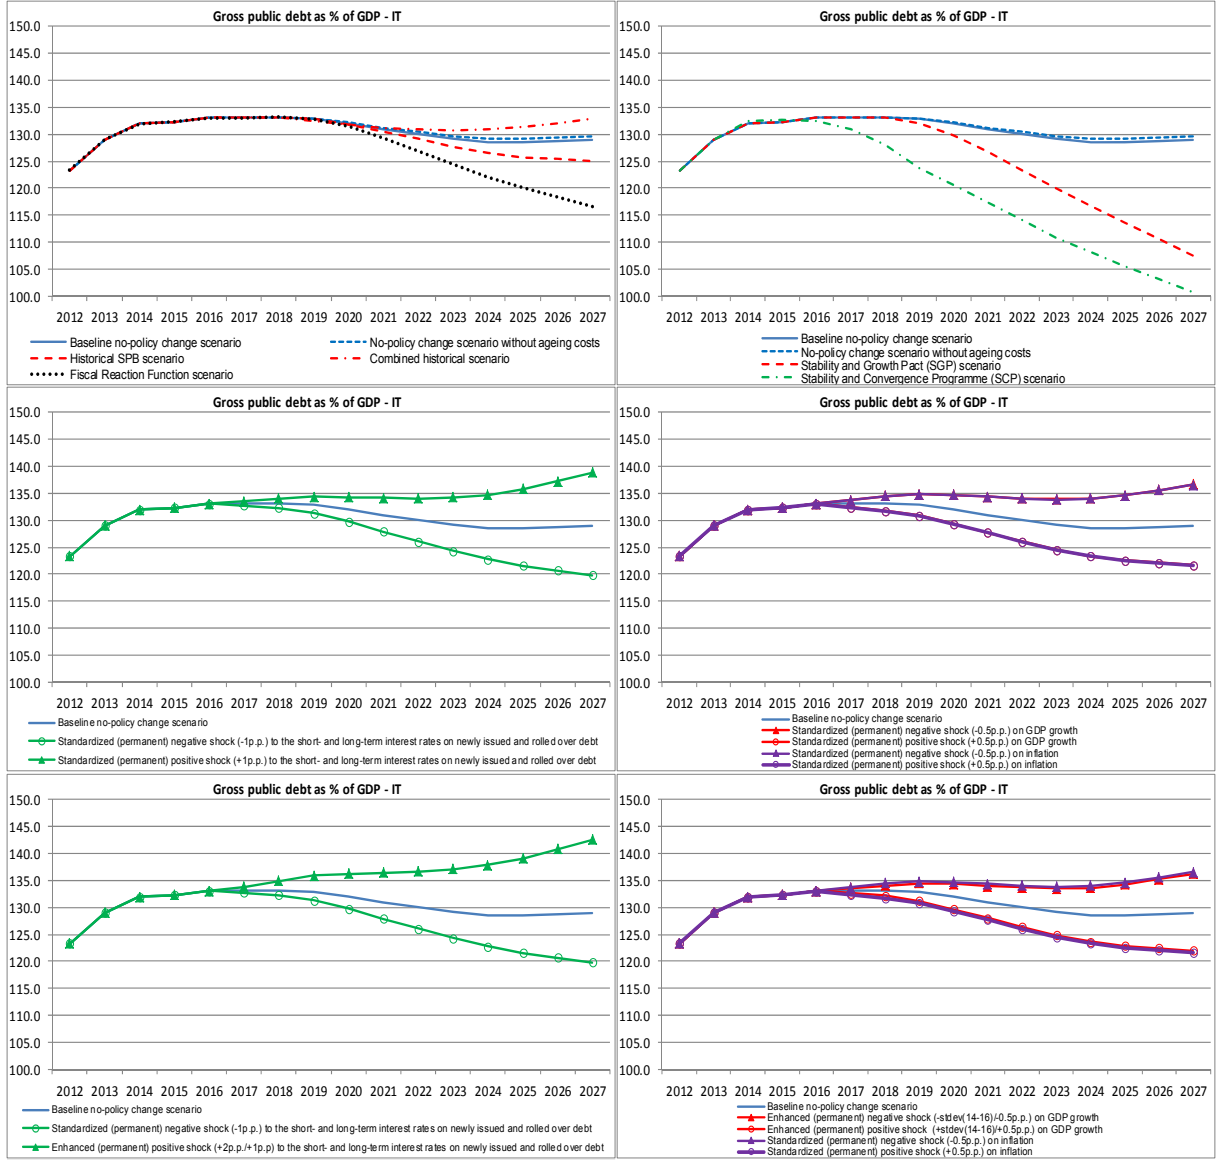 Gross public debt as % of GDP - IT
150.0
145.0
140.0
135.0
130.0
125.0
120.0
115.0
110.0
105.0
100.0
2012 2013 2014 2015 2016 2017 2018 2019 2020 2021 2022 2023 2024 2025 2026 2027
Baseline no-policy change scenario
No-policy change scenario without ageing costs
Historical SPB scenario
Combined historical scenario
Fiscal Reaction Function scenario
Gross public debt as % of GDP - IT
150.0
145.0
140.0
135.0
130.0
125.0
120.0
115.0
110.0
105.0
100.0
2012 2013 2014 2015 2016 2017 2018 2019 2020 2021 2022 2023 2024 2025 2026 2027
Baseline no-policy change scenario
No-policy change scenario without ageing costs
Stability and Growth Pact (SGP) scenario
Stability and Convergence Programme (SCP) scenario
Gross public debt as % of GDP - IT
150.0
145.0
140.0
135.0
130.0
125.0
120.0
115.0
110.0
105.0
100.0
2012 2013 2014 2015 2016 2017 2018 2019 2020 2021 2022 2023 2024 2025 2026 2027
Baseline no-policy change scenario
Standardized (permanent) negative shock (-1p.p.) to the short- and long-term interest rates on newly issued and rolled over debt
Standardized (permanent) positive shock (+1p.p.) to the short- and long-term interest rates on newly issued and rolled over debt
Gross public debt as % of GDP - IT
150.0
145.0
140.0
135.0
130.0
125.0
120.0
115.0
110.0
105.0
100.0
2012 2013 2014 2015 2016 2017 2018 2019 2020 2021 2022 2023 2024 2025 2026 2027
Baseline no-policy change scenario
Standardized (permanent) negative shock (-0.5p.p.) on GDP growth
Standardized (permanent) positive shock (+0.5p.p.) on GDP growth
Standardized (permanent) negative shock (-0.5p.p.) on inflation
Standardized (permanent) positive shock (+0.5p.p.) on inflation
Gross public debt as % of GDP - IT
150.0
145.0
140.0
135.0
130.0
125.0
120.0
115.0
110.0
105.0
100.0
2012 2013 2014 2015 2016 2017 2018 2019 2020 2021 2022 2023 2024 2025 2026 2027
Baseline no-policy change scenario
Standardized (permanent) negative shock (-1p.p.) to the short- and long-term interest rates on newly issued and rolled over debt
Enhanced (permanent) positive shock (+2p.p./+1p.p) to the short- and long-term interest rates on newly issued and rolled over debt
Gross public debt as % of GDP - IT
150.0
145.0
140.0
135.0
130.0
125.0
120.0
115.0
110.0
105.0
100.0
2012 2013 2014 2015 2016 2017 2018 2019 2020 2021 2022 2023 2024 2025 2026 2027
Baseline no-policy change scenario
Enhanced (permanent) negative shock (-stdev(14-16)/-0.5p.p.) on GDP growth
Enhanced (permanent) positive shock (+stdev(14-16)/+0.5p.p.) on GDP growth
Standardized (permanent) negative shock (-0.5p.p.) on inflation
Standardized (permanent) positive shock (+0.5p.p.) on inflation